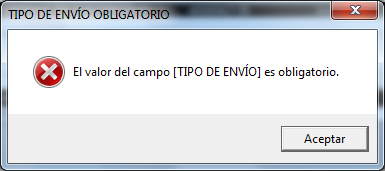 TIPO DE ENVÍO OBLIGATORIO
El valor del campo [TIPO DE ENVÍO] es obligatorio.
Aceptar